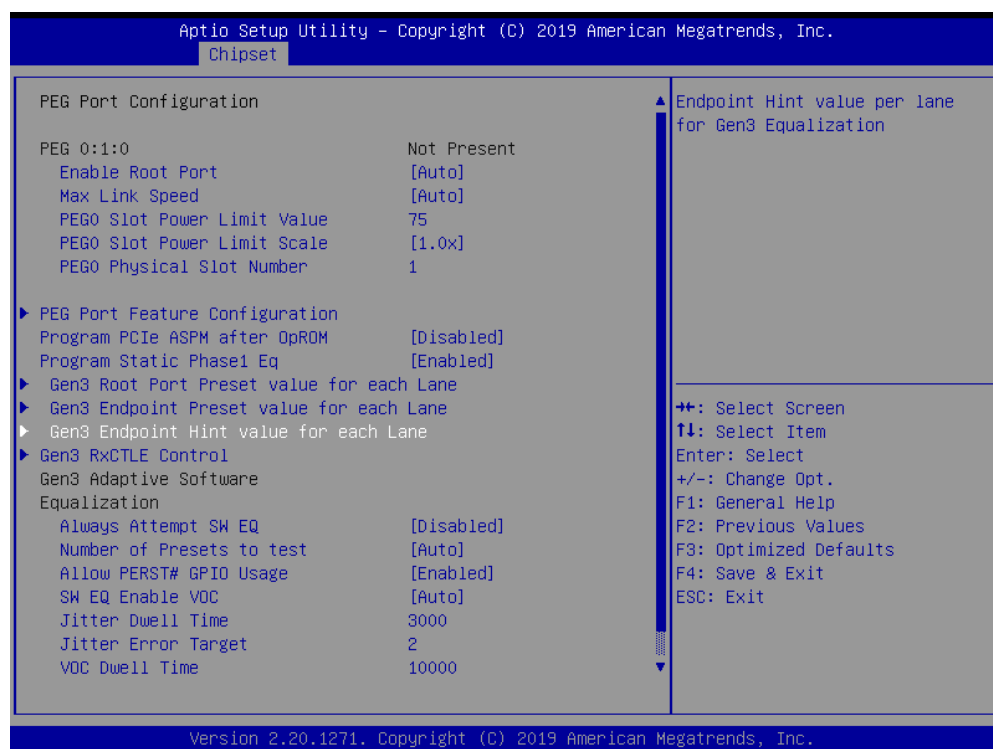 Aptio Setup Utility – Copyright (C) 2019 American Megatrends, Inc.
Chipset
PEG Port Configuration
PEG 0:1:0 Not Present
Enable Root Port [Auto]
Max Link Speed [Auto]
PEG0 Slot Power Limit Value 75
PEG0 Slot Power Limit Scale [1.0x]
PEG0 Physical Slot Number 1
PEG Port Feature Configuration
Program PCIe ASPM after OpROM [Disabled]
Program Static Phase1 Eq [Enabled]
Gen3 Root Port Preset value for each Lane
Gen3 Endpoint Preset value for each Lane
Gen3 Endpoint Hint value for each Lane
Gen3 RxCTLE Control
Gen3 Adaptive Software
Equalization
Always Attempt SW EQ [Disabled]
Number of Presets to test [Auto]
Allow PERST# GPIO Usage [Enabled]
SW EQ Enable VOC [Auto]
Jitter Dwell Time 3000
Jitter Error Target 2
VOC Dwell Time 10000
Endpoint Hint value per lane
for Gen3 Equalization
→←: Select Screen
↑↓: Select Item
Enter: Select
+/-: Change Opt.
F1: General Help
F2: Previous Values
F3: Optimized Defaults
F4: Save & Exit
ESC: Exit
Version 2.20.1271. Copyright (C) 2019 American Megatrends, Inc.